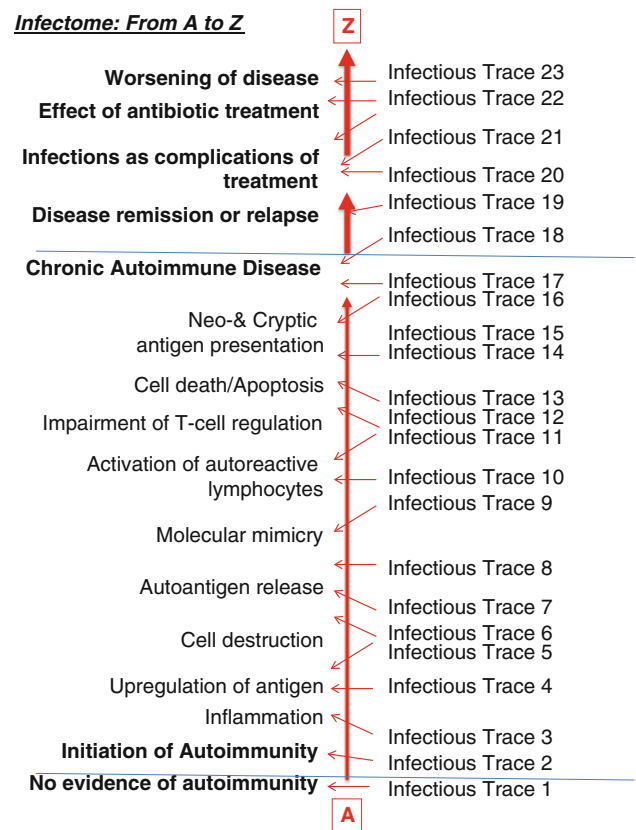 Infectome: From A to Z
Z
Worsening of disease
Infectious Trace 23
Effect of antibiotic treatment
Infectious Trace 22
Infectious Trace 21
Infections as complications of
treatment
Infectious Trace 20
Disease remission or relapse
Infectious Trace 19
Infectious Trace 18
Chronic Autoimmune Disease
Infectious Trace 17
Infectious Trace 16
Neo-& Cryptic
antigen presentation
Infectious Trace 15
Infectious Trace 14
Cell death/Apoptosis
Infectious Trace 13
Impairment of T-cell regulation
Infectious Trace 12
Infectious Trace 11
Activation of autoreactive
lymphocytes
Infectious Trace 10
Infectious Trace 9
Molecular mimicry
Infectious Trace 8
Autoantigen release
Infectious Trace 7
Cell destruction
Infectious Trace 6
Infectious Trace 5
Upregulation of antigen
Infectious Trace 4
Inflammation
Infectious Trace 3
Initiation of Autoimmunity
Infectious Trace 2
No evidence of autoimmunity
Infectious Trace 1
A